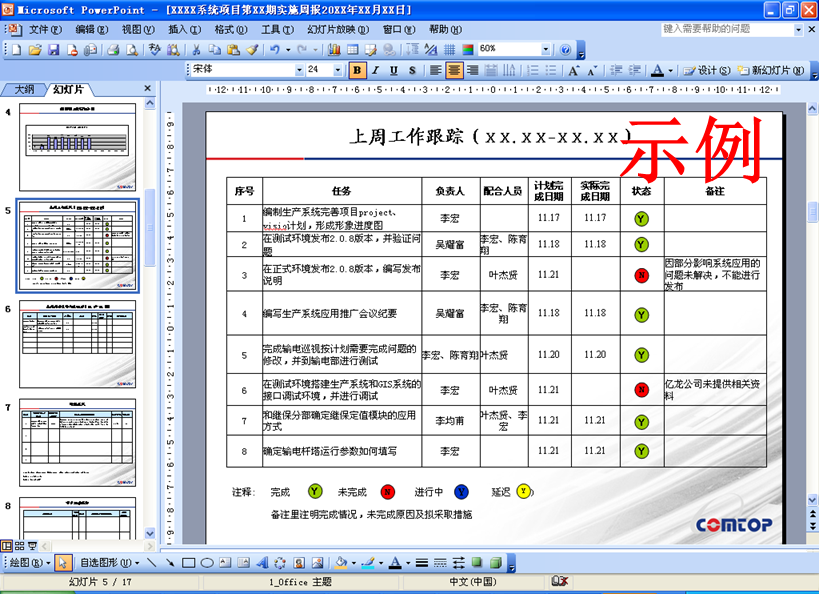 Microsoft PowerPoint - [XXXX系统项目第XX期实施周报20XX年XX月XX日]
文件(F) 编辑(E) 视图(V) 插入(I) 格式(O) 工具(T) 幻灯片放映(D) 窗口(W) 帮助(H) 键入需要帮助的问题
60%
宋体 24 B I U S 设计(S) 新幻灯片(N)
大纲 幻灯片
4
5
6
7
8
上周工作跟踪(XX.XX-XX.XX)
示例
序号 任务 负责人 配合人员 计划完成日期 实际完成日期 状态 备注
1 编制生产系统完善项目project、visio计划,形成形象进度图 李宏 11.17 11.17 Y
2 在测试环境发布2.0.8版本,并验证问题 吴耀富 李宏、陈育翔 11.18 11.18 Y
3 在正式环境发布2.0.8版本,编写发布说明 李宏 叶杰贤 11.21 N 因部分影响系统应用的问题未解决,不能进行发布
4 编写生产系统应用推广会议纪要 吴耀富 李宏、陈育翔 11.18 11.18 Y
5 完成输电巡视按计划需要完成问题的修改,并到输电部进行测试 李宏、陈育翔 叶杰贤 11.20 11.20 Y
6 在测试环境搭建生产系统和GIS系统的接口调试环境,并进行调试 李宏 叶杰贤 11.21 N 亿龙公司未提供相关资料
7 和继保分部确定继保定值模块的应用方式 李均甫 叶杰贤、李宏 11.21 11.21 Y
8 确定输电杆塔运行参数如何填写 李宏 11.21 11.21 Y
注释: 完成 Y 未完成 N 进行中 Y 延迟 Y )
备注里注明完成情况,未完成原因及拟采取措施
COMTOP
绘图(R) 自选图形(U)
幻灯片 5 / 17 1_Office 主题 中文(中国)